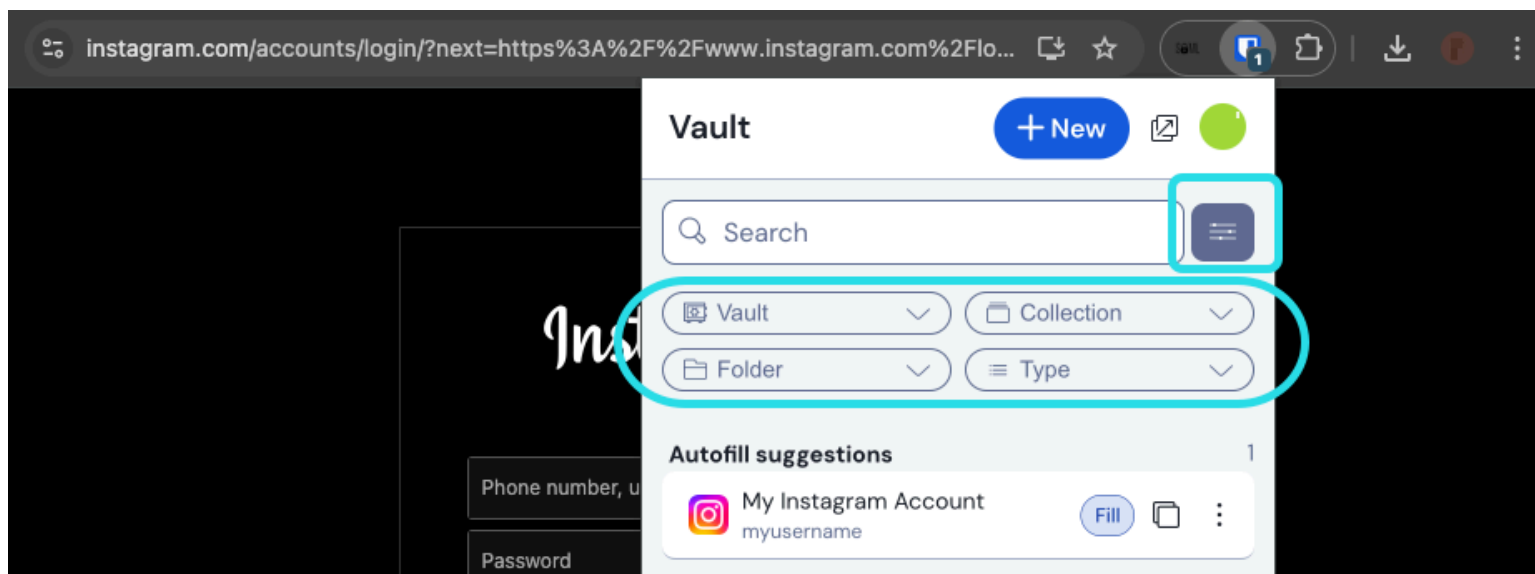 instagram.com/accounts/login/?next=https%3A%2F%2Fwww.instagram.com%2Flo...
1
Vault
New
Search
Vault
Collection
Folder
Type
Inst
Autofill suggestions
1
My Instagram Account
myusername
Fill
Phone number, u
Password